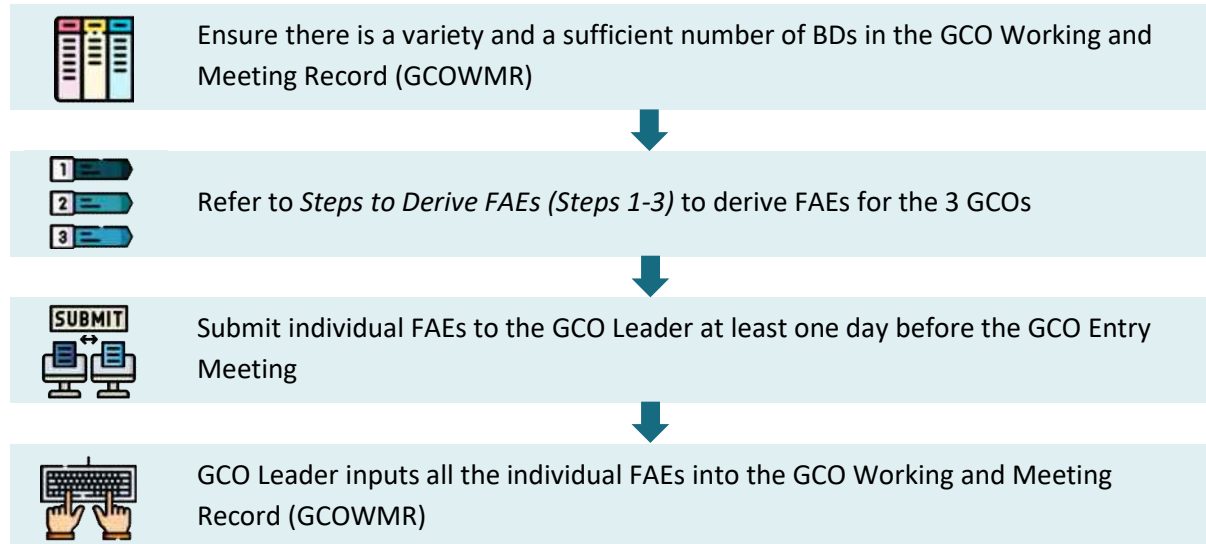 Ensure there is a variety and a sufficient number of BDs in the GCO Working and
Meeting Record (GCOWMR)
1
2
3
Refer to Steps to Derive FAEs (Steps 1-3) to derive FAEs for the 3 GCOs
SUBMIT
Submit individual FAEs to the GCO Leader at least one day before the GCO Entry
Meeting
GCO Leader inputs all the individual FAEs into the GCO Working and Meeting
Record (GCOWMR)